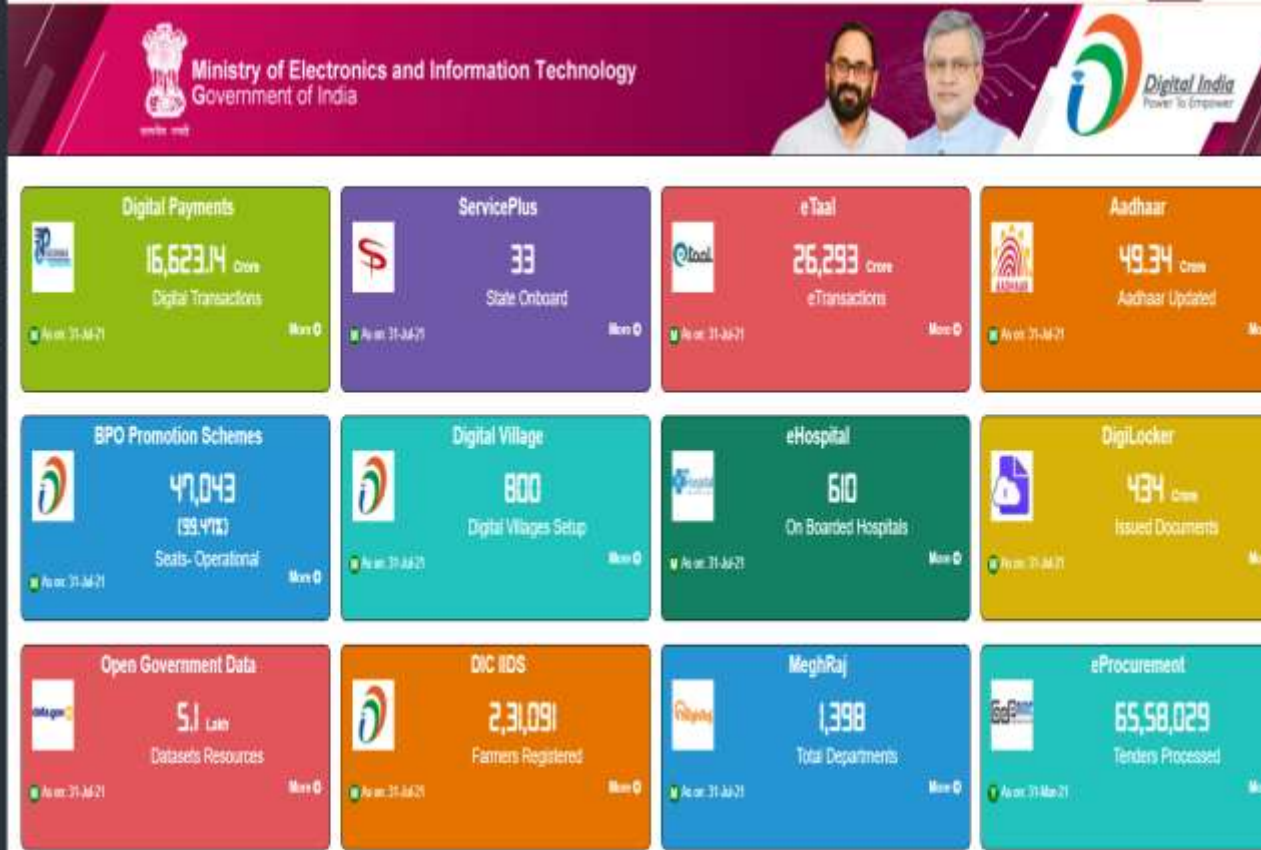 Ministry of Electronics and Information Technology
Government of India
Digital India
Power To Empower
Digital Payments
16,623.14 Crore
Digital Transactions
As on: 31-Jul-21
More
ServicePlus
33
State Onboard
As on: 31-Jul-21
More
eTaal
eTaal
26,293 Crore
eTransactions
As on: 31-Jul-21
More
Aadhaar
AADHAAR
49.34 Crore
Aadhaar Updated
As on: 31-Jul-21
Mo
BPO Promotion Schemes
47,043
(99.47%)
Seats- Operational
As on: 31-Jul-21
More
Digital Village
800
Digital Villages Setup
As on: 31-Jul-21
More
eHospital
610
On Boarded Hospitals
As on: 31-Jul-21
More
DigiLocker
434 Crore
Issued Documents
As on: 31-Jul-21
Mo
Open Government Data
5.1 Lakh
Datasets Resources
As on: 31-Jul-21
More
DIC IIDS
2,31,091
Farmers Registered
As on: 31-Jul-21
More
MeghRaj
1,398
Total Departments
As on: 31-Jul-21
More
eProcurement
65,58,029
Tenders Processed
As on: 31-Mar-21
Mo